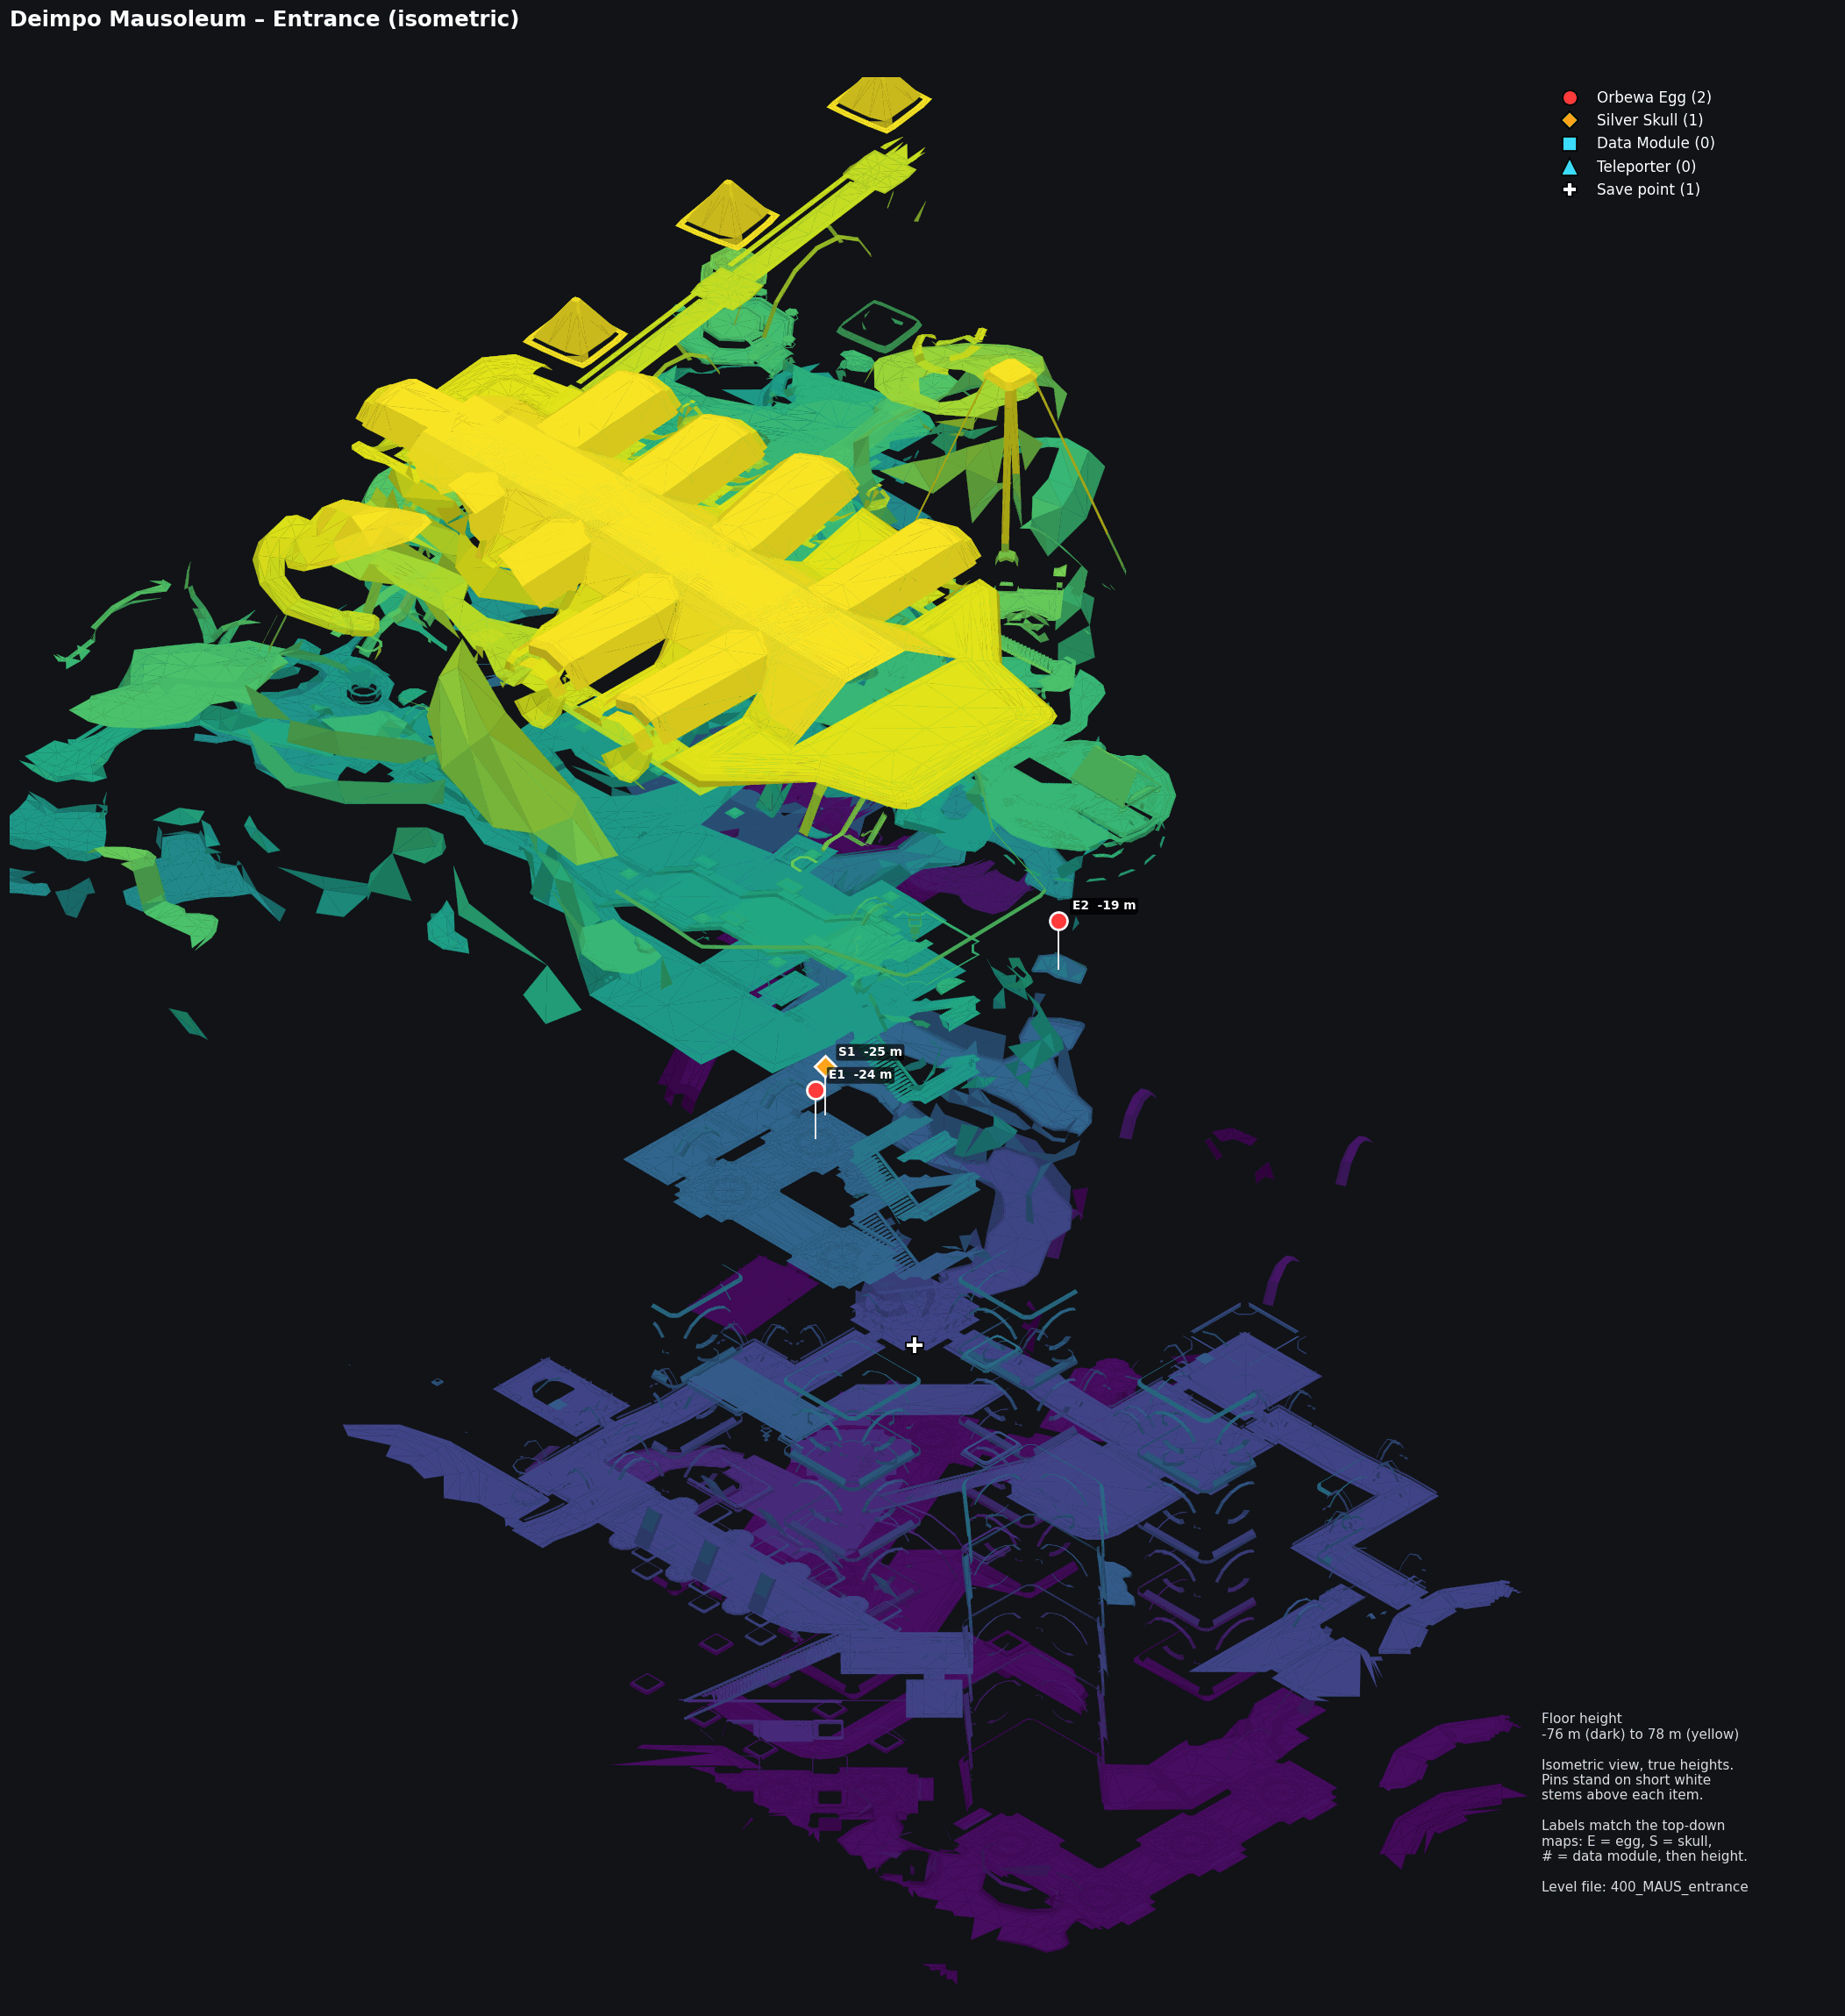 Deimpo Mausoleum – Entrance (isometric)
Orbewa Egg (2)
Silver Skull (1)
Data Module (0)
Teleporter (0)
Save point (1)
E2 -19 m
S1 -25 m
E1 -24 m
Floor height
-76 m (dark) to 78 m (yellow)
Isometric view, true heights.
Pins stand on short white
stems above each item.
Labels match the top-down
maps: E = egg, S = skull,
# = data module, then height.
Level file: 400_MAUS_entrance